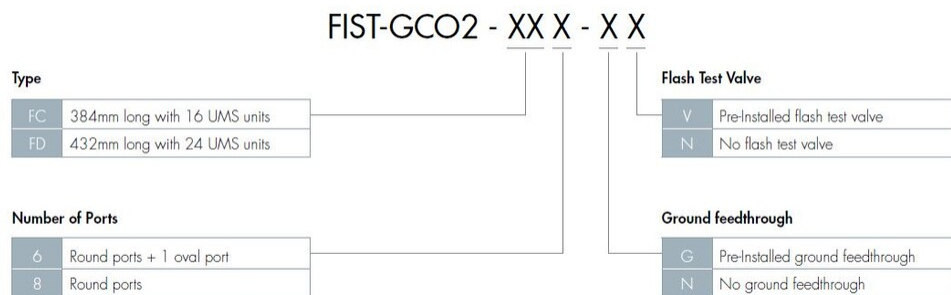 FIST-GCO2 - XX X - X X
Type
FC 384mm long with 16 UMS units
FD 432mm long with 24 UMS units
Number of Ports
6 Round ports + 1 oval port
8 Round ports
Flash Test Valve
V Pre-Installed flash test valve
N No flash test valve
Ground feedthrough
G Pre-Installed ground feedthrough
N No ground feedthrough